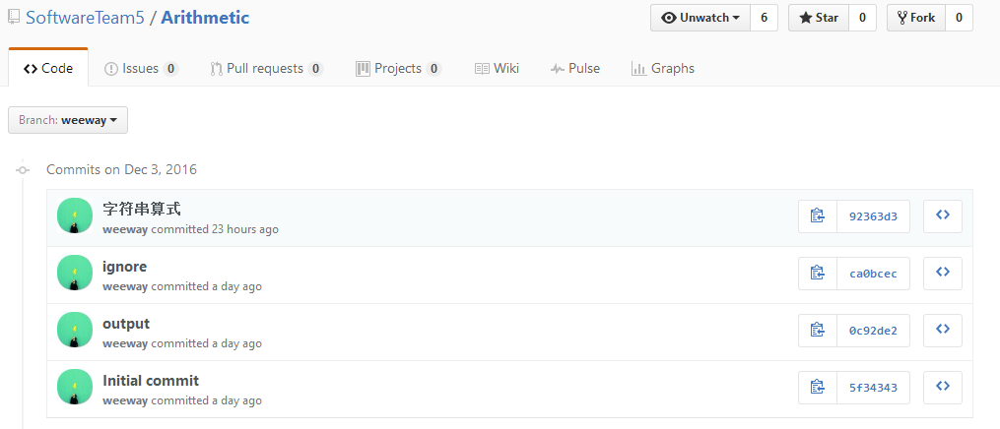 SoftwareTeam5 / Arithmetic
Unwatch 6 Star 0 Fork 0
Code Issues 0 Pull requests 0 Projects 0 Wiki Pulse Graphs
Branch: weeway
Commits on Dec 3, 2016
字符串算式
weeway committed 23 hours ago
92363d3
ignore
weeway committed a day ago
ca0bcec
output
weeway committed a day ago
0c92de2
Initial commit
weeway committed a day ago
5f34343